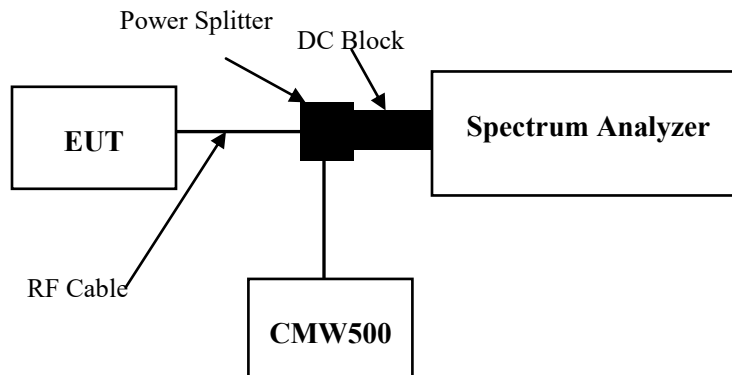 Power Splitter
DC Block
EUT
Spectrum Analyzer
RF Cable
CMW500